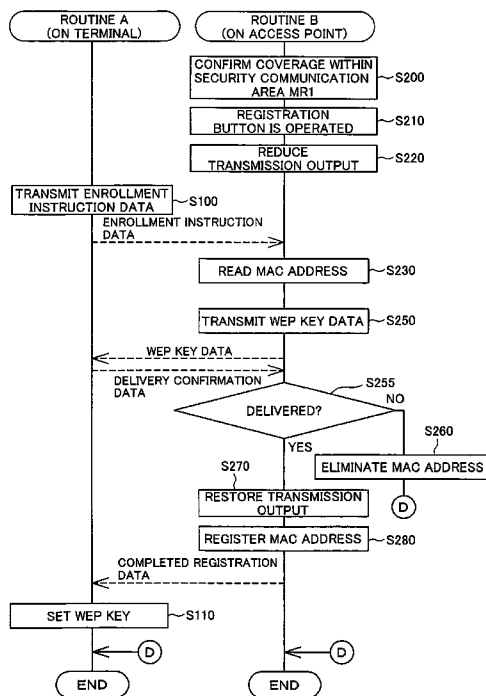 ROUTINE A
(ON TERMINAL)
ROUTINE B
(ON ACCESS POINT)
CONFIRM COVERAGE WITHIN
SECURITY COMMUNICATION
AREA MR1
S200
REGISTRATION
BUTTON IS OPERATED
S210
REDUCE
TRANSMISSION OUTPUT
S220
TRANSMIT ENROLLMENT
INSTRUCTION DATA
S100
ENROLLMENT INSTRUCTION
DATA
READ MAC ADDRESS
S230
TRANSMIT WEP KEY DATA
S250
WEP KEY DATA
DELIVERY CONFIRMATION
DATA
S255
DELIVERED?
NO
YES
S260
ELIMINATE MAC ADDRESS
D
S270
RESTORE TRANSMISSION
OUTPUT
REGISTER MAC ADDRESS
S280
COMPLETED REGISTRATION
DATA
SET WEP KEY
S110
D
D
END
END